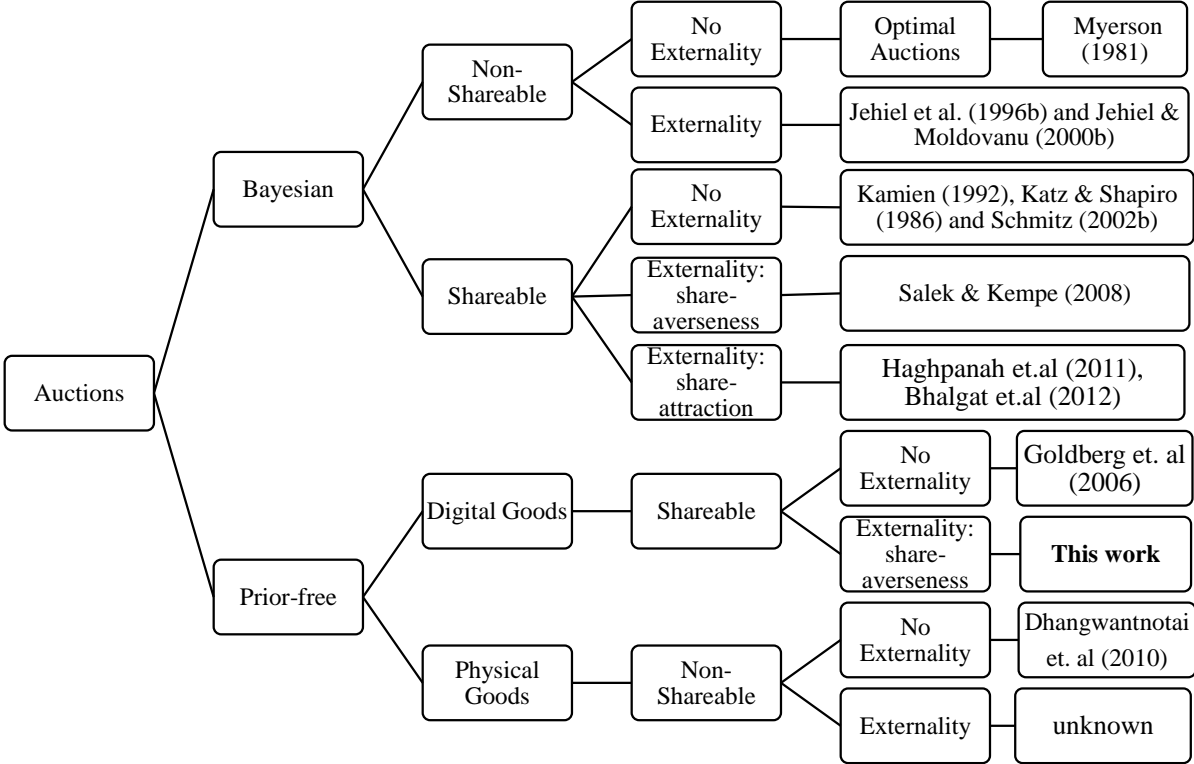 No
Externality
Optimal
Auctions
Myerson
(1981)
Non-
Shareable
Externality
Jehiel et al. (1996b) and Jehiel &
Moldovanu (2000b)
Bayesian
No
Externality
Kamien (1992), Katz & Shapiro
(1986) and Schmitz (2002b)
Shareable
Externality:
share-
averseness
Salek & Kempe (2008)
Externality:
share-
attraction
Haghpanah et.al (2011),
Bhalgat et.al (2012)
Auctions
No
Externality
Goldberg et. al
(2006)
Digital Goods
Shareable
Externality:
share-
averseness
This work
Prior-free
No
Externality
Dhangwantnotai
et. al (2010)
Physical
Goods
Non-
Shareable
Externality
unknown